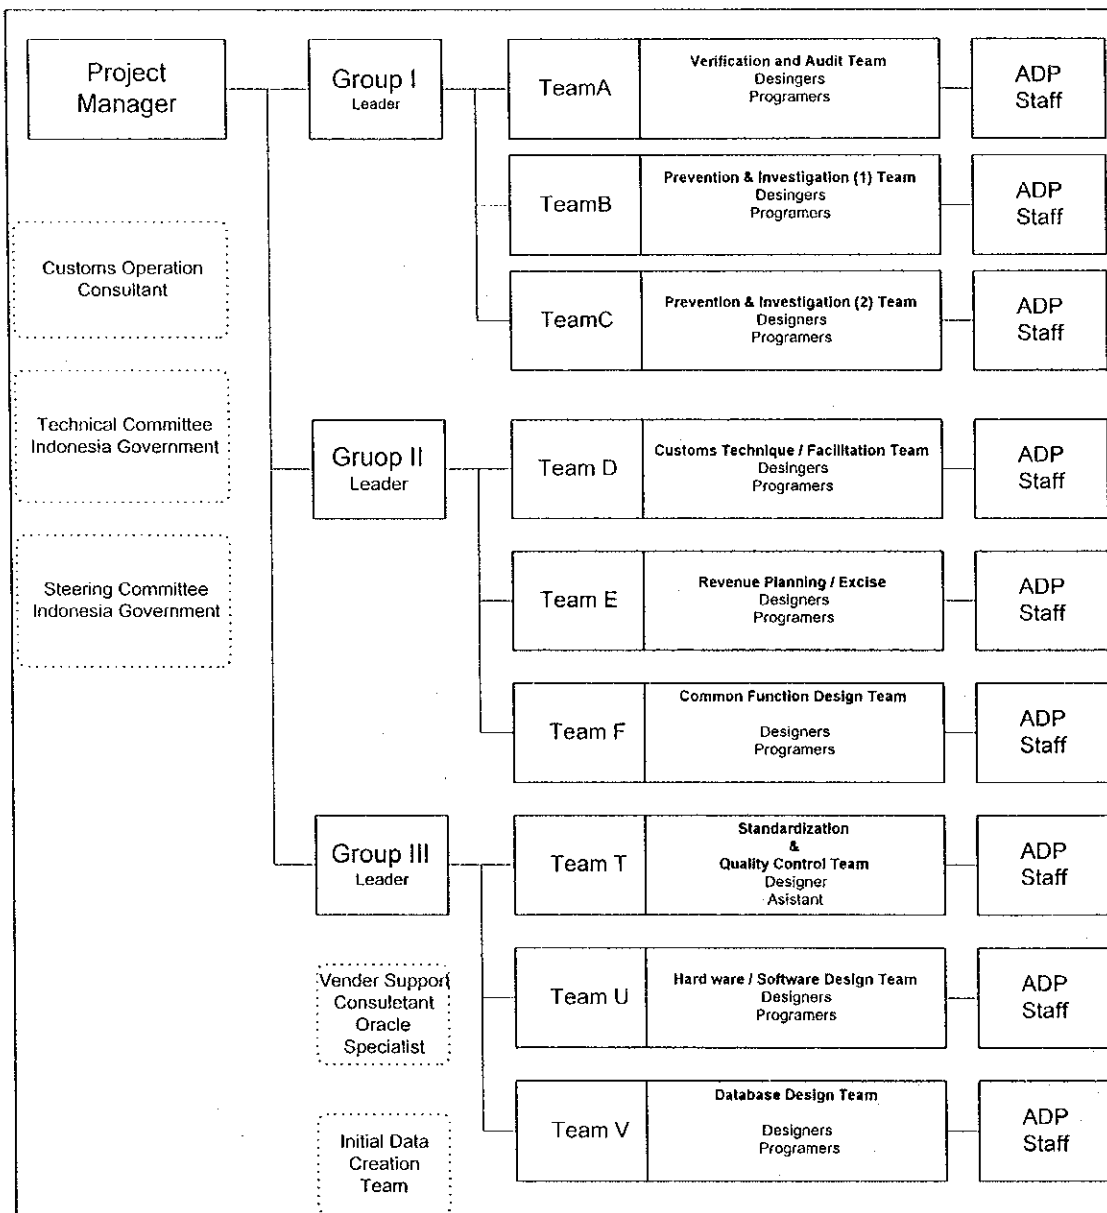 Project
Manager
Group I
Leader
TeamA
Verification and Audit Team
Desingers
Programers
ADP
Staff
TeamB
Prevention & Investigation (1) Team
Desingers
Programers
ADP
Staff
Customs Operation
Consultant
TeamC
Prevention & Investigation (2) Team
Designers
Programers
ADP
Staff
Technical Committee
Indonesia Government
Gruop II
Leader
Team D
Customs Technique / Facilitation Team
Desingers
Programers
ADP
Staff
Steering Committee
Indonesia Government
Team E
Revenue Planning / Excise
Designers
Programers
ADP
Staff
Team F
Common Function Design Team
Designers
Programers
ADP
Staff
Group III
Leader
Team T
Standardization
&
Quality Control Team
Designer
Asistant
ADP
Staff
Vender Support
Consuletant
Oracle
Specialist
Team U
Hard ware / Software Design Team
Designers
Programers
ADP
Staff
Initial Data
Creation
Team
Team V
Database Design Team
Designers
Programers
ADP
Staff